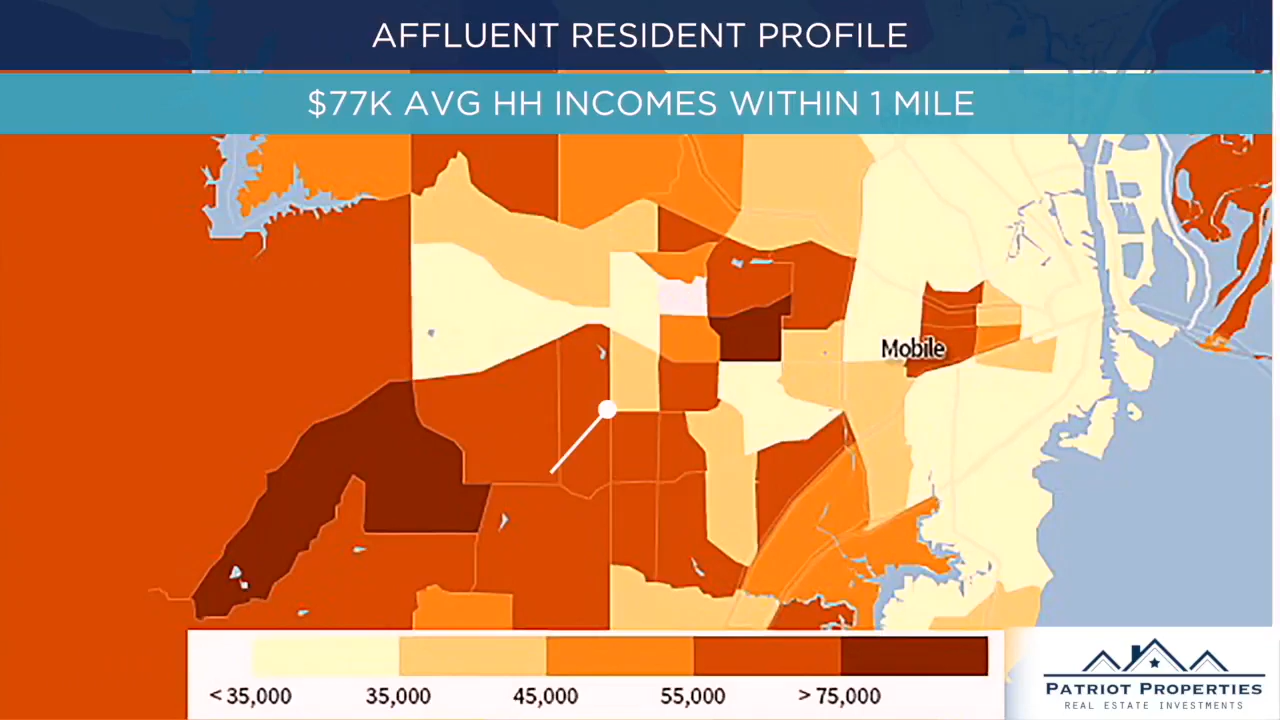 AFFLUENT RESIDENT PROFILE
$77K AVG HH INCOMES WITHIN 1 MILE
Mobile
< 35,000 35,000 45,000 55,000 > 75,000
PATRIOT PROPERTIES
REAL ESTATE INVESTMENTS